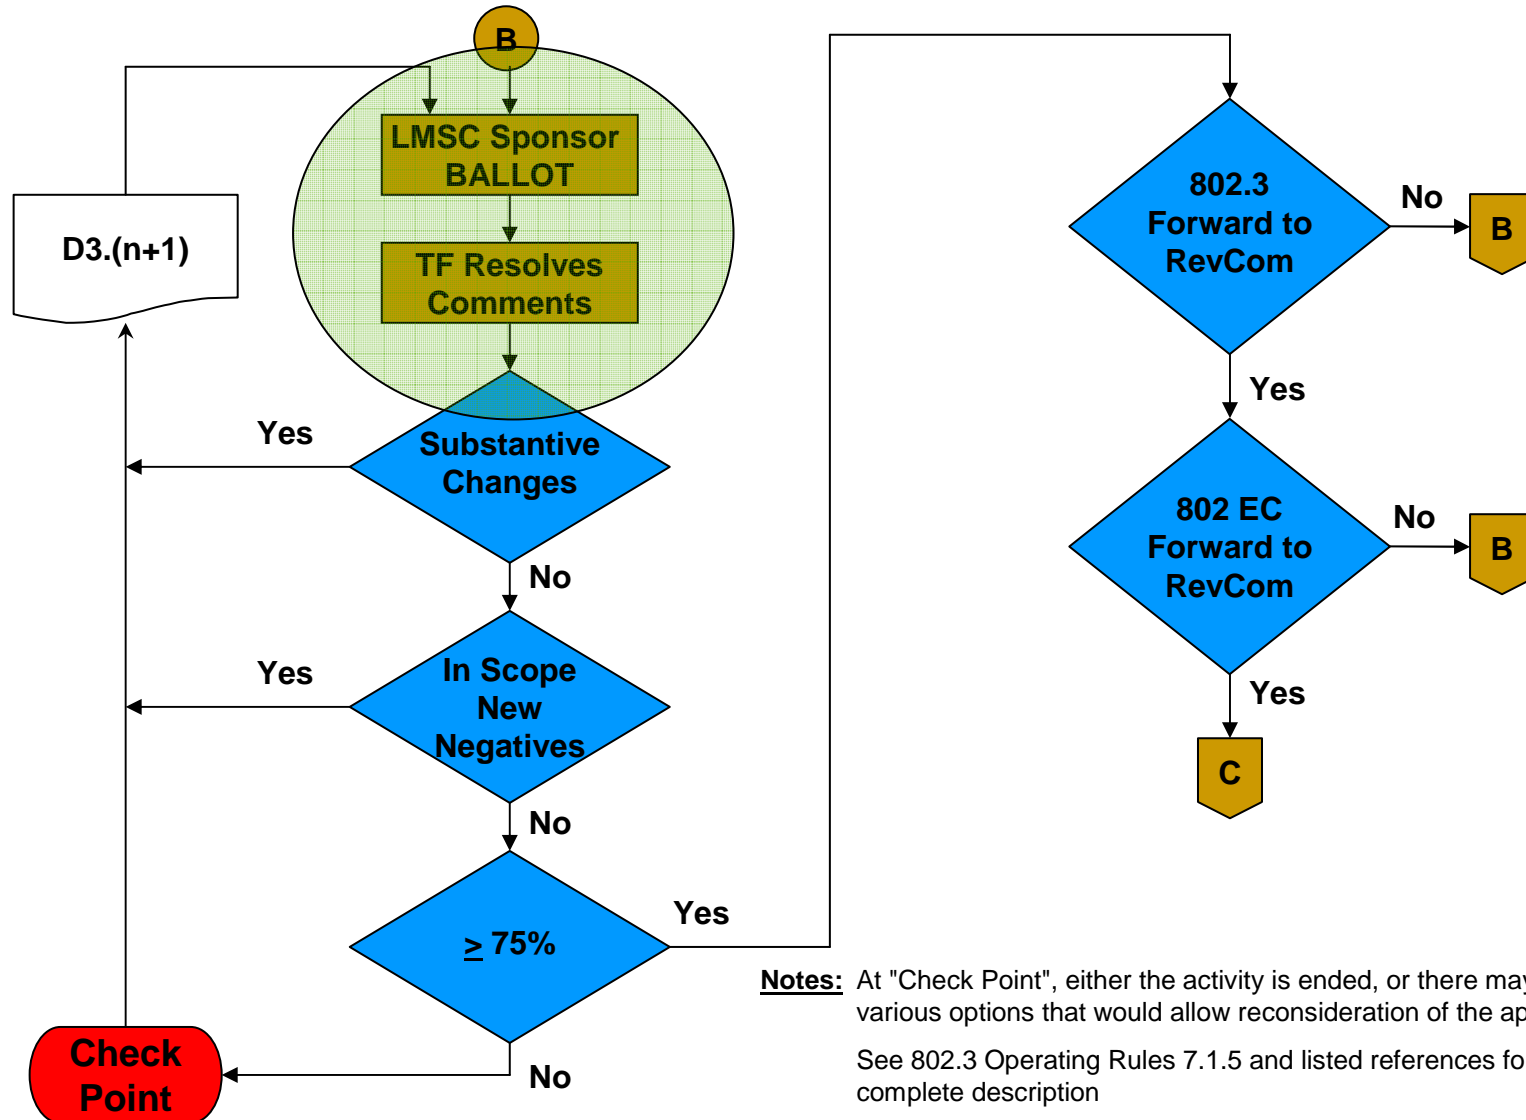 B
LMSC Sponsor
BALLOT
TF Resolves
Comments
D3.(n+1)
Yes
Substantive
Changes
No
Yes
In Scope
New
Negatives
No
≥ 75%
Yes
No
Check
Point
802.3
Forward to
RevCom
No
B
Yes
802 EC
Forward to
RevCom
No
B
Yes
C
Notes: At "Check Point", either the activity is ended, or there may
various options that would allow reconsideration of the
See 802.3 Operating Rules 7.1.5 and listed references
complete description